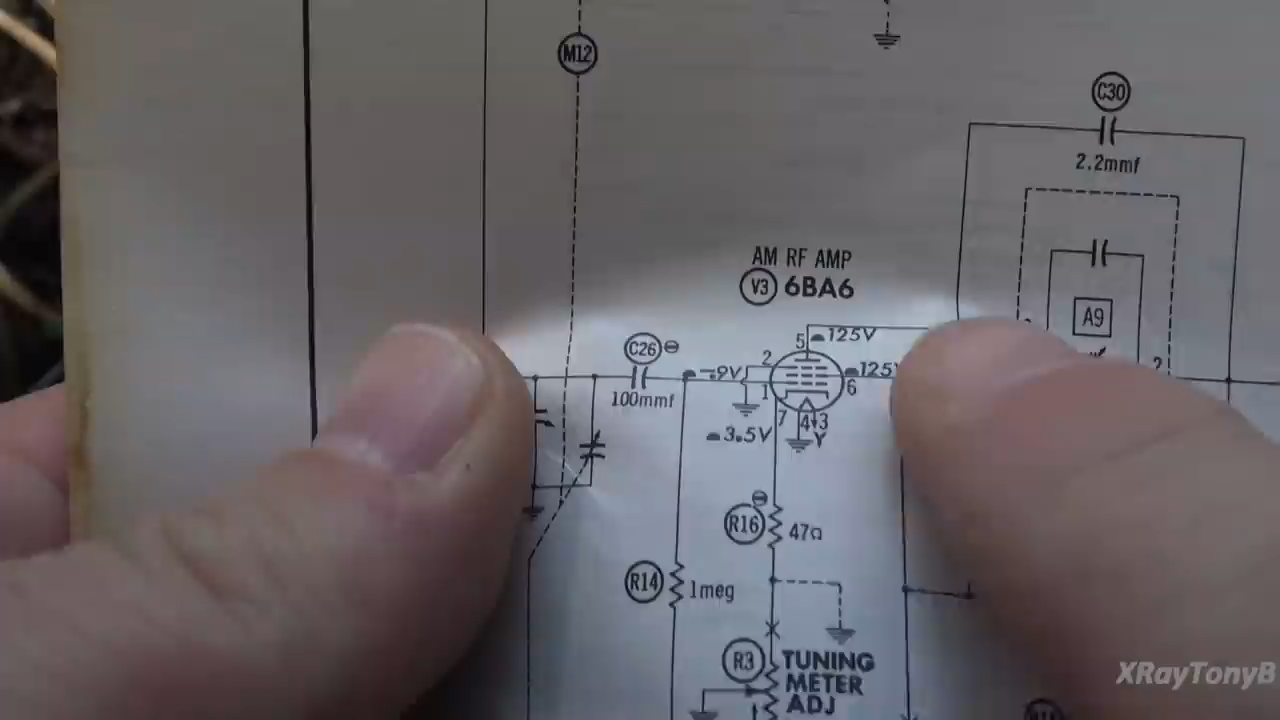 M12
C30
2.2mmf
AM RF AMP
V3 6BA6
A9
5 125V
C26
2
-.9V
125V
1
6
100mmf
7 4 3
3.5V
Y
2
R16 47Ω
R14 1meg
R3 TUNING
METER
ADJ
XRayTonyB